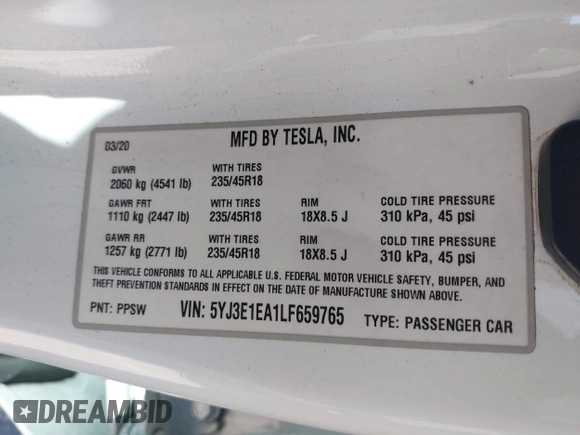 MFD BY TESLA, INC.
03/20
GVWR WITH TIRES
2060 kg (4541 lb) 235/45R18
GAWR FRT WITH TIRES RIM COLD TIRE PRESSURE
1110 kg (2447 lb) 235/45R18 18X8.5 J 310 kPa, 45 psi
GAWR RR WITH TIRES RIM COLD TIRE PRESSURE
1257 kg (2771 lb) 235/45R18 18X8.5 J 310 kPa, 45 psi
THIS VEHICLE CONFORMS TO ALL APPLICABLE U.S. FEDERAL MOTOR VEHICLE SAFETY, BUMPER, AND
THEFT PREVENTION STANDARDS IN EFFECT ON THE DATE OF MANUFACTURE SHOWN ABOVE.
PNT: PPSW VIN: 5YJ3E1EA1LF659765 TYPE: PASSENGER CAR
DREAMBID